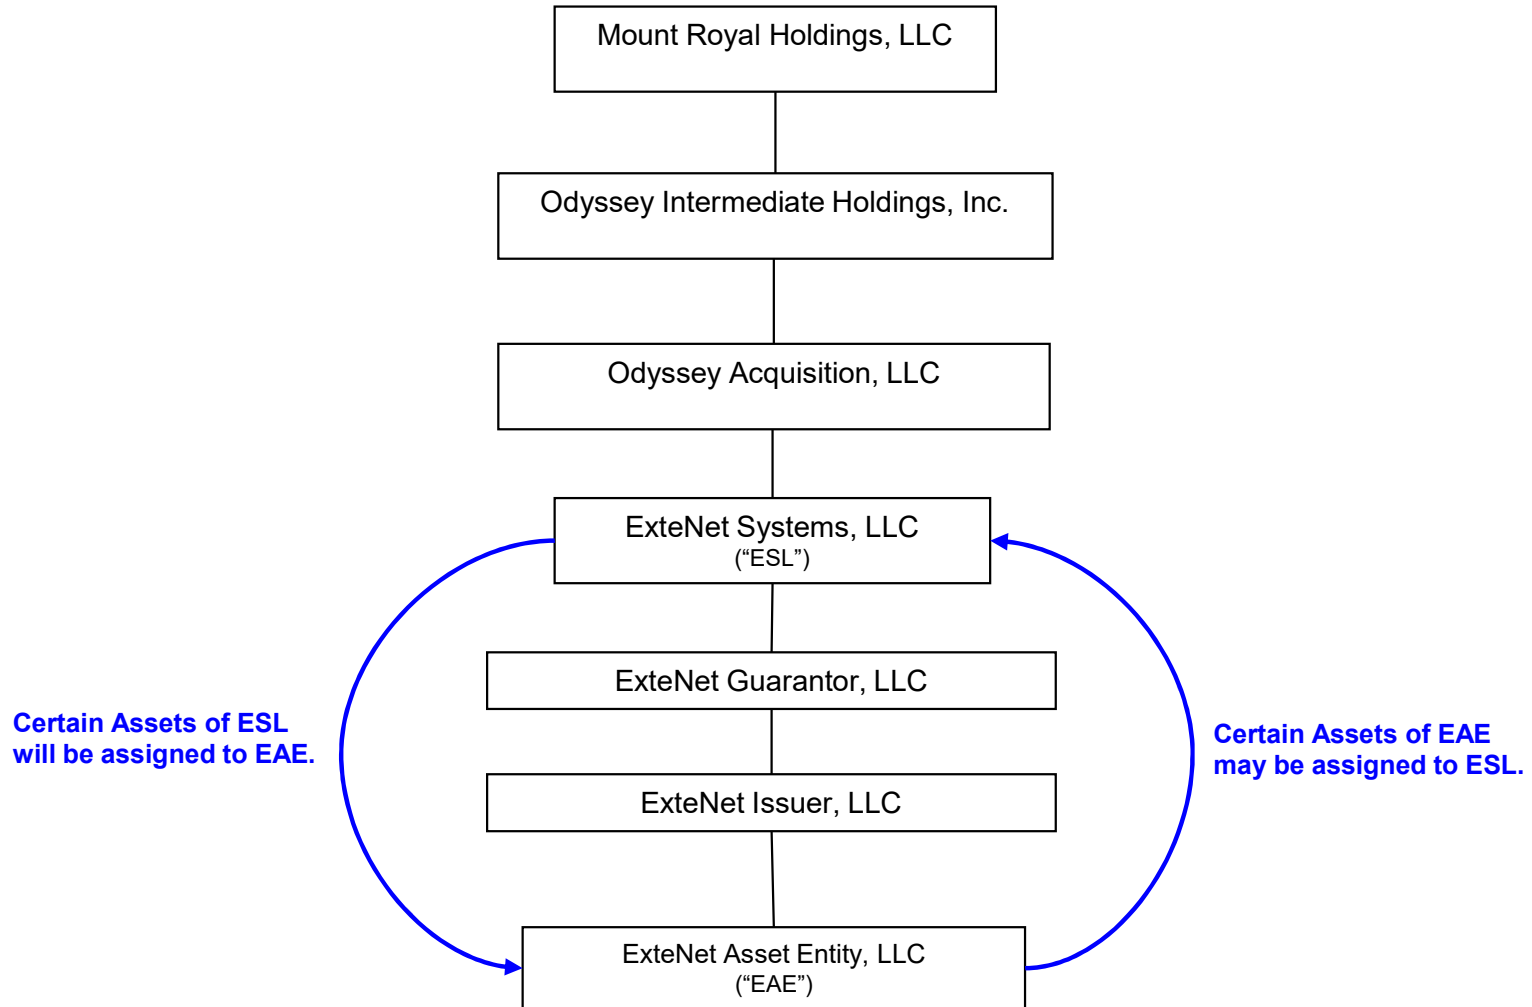 Mount Royal Holdings, LLC
Odyssey Intermediate Holdings, Inc.
Odyssey Acquisition, LLC
ExteNet Systems, LLC
(“ESL”)
ExteNet Guarantor, LLC
Certain Assets of ESL
will be assigned to EAE.
Certain Assets of EAE
may be assigned to ESL.
ExteNet Issuer, LLC
ExteNet Asset Entity, LLC
(“EAE”)